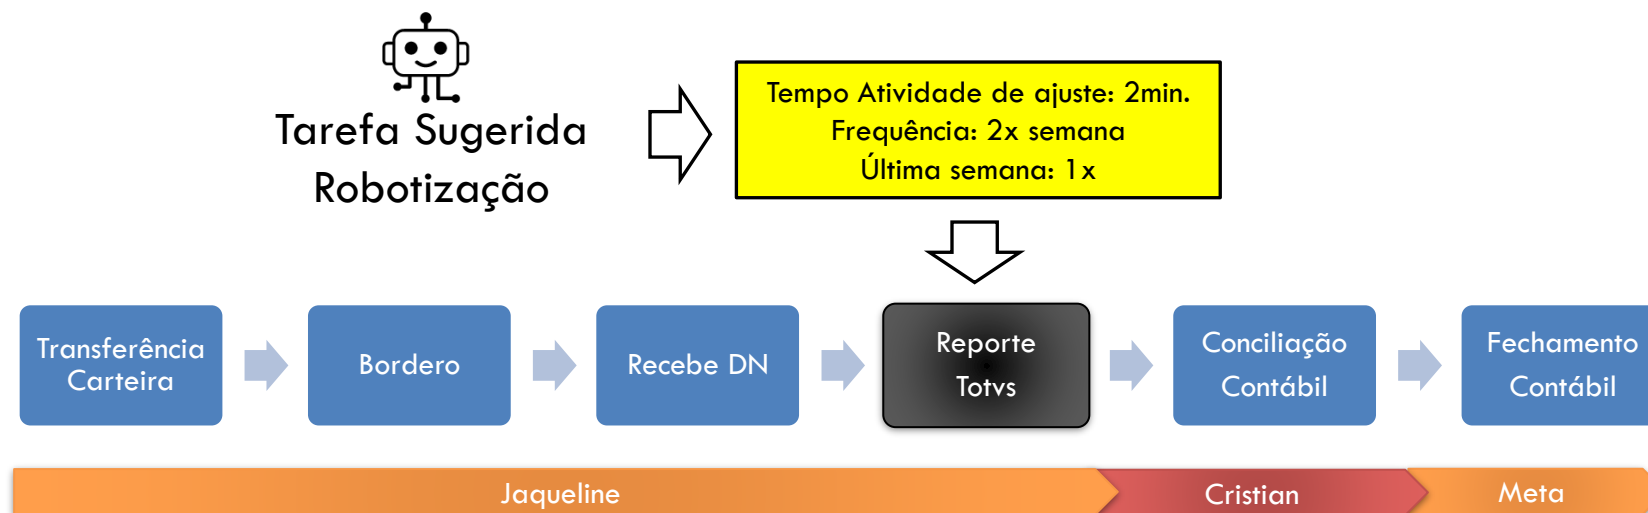 Tarefa Sugerida
Robotização
Tempo Atividade de ajuste: 2min.
Frequência: 2x semana
Última semana: 1x
Transferência
Carteira
Bordero
Recebe DN
Reporte
Totvs
Conciliação
Contábil
Fechamento
Contábil
Jaqueline
Cristian
Meta